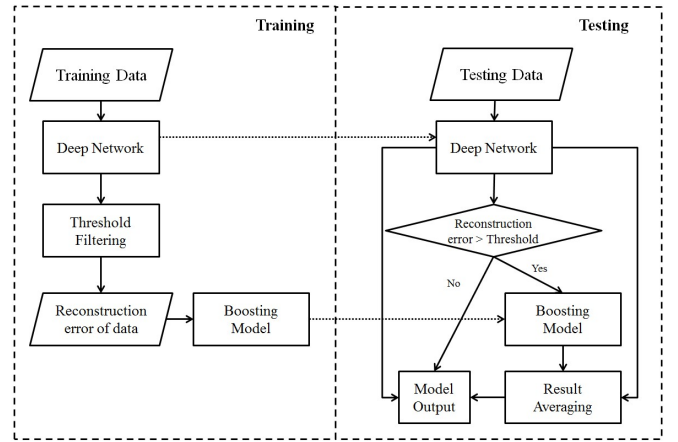 Training
Training Data
Deep Network
Threshold
Filtering
Reconstruction
error of data
Boosting
Model
Testing
Testing Data
Deep Network
Reconstruction
error > Threshold
No
Yes
Boosting
Model
Model
Output
Result
Averaging